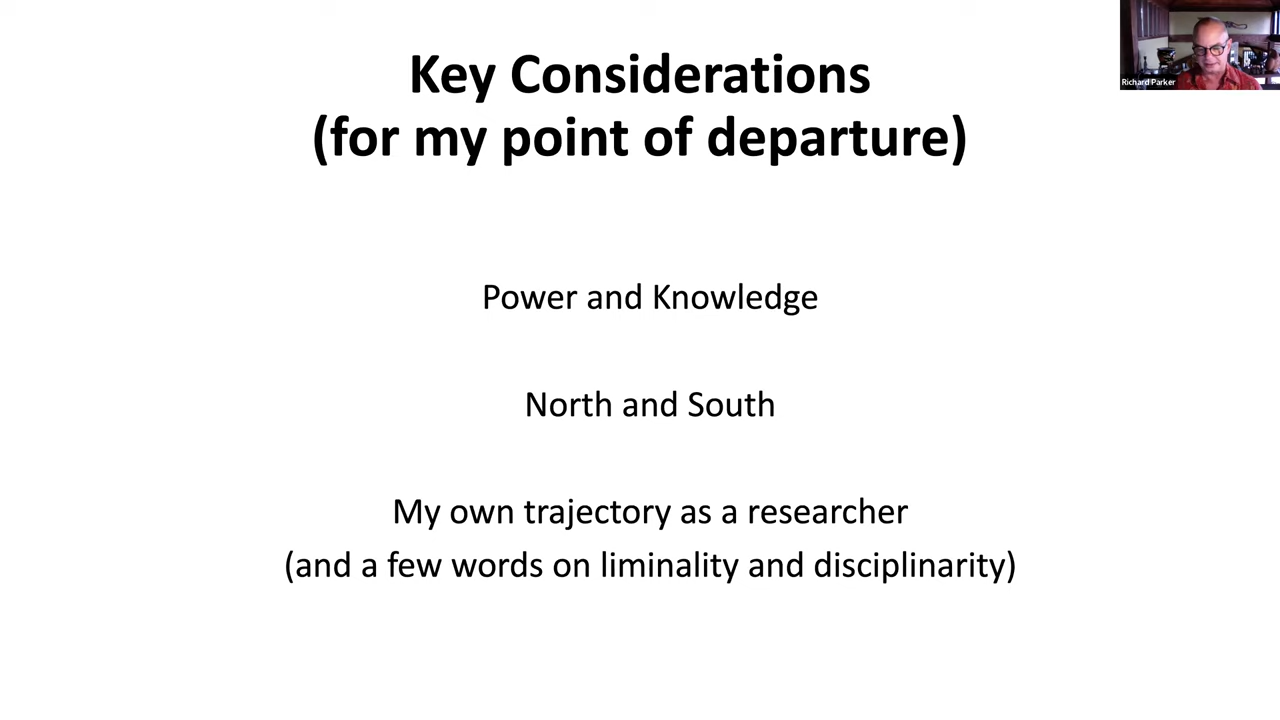 Key Considerations
(for my point of departure)
Richard Parker
Power and Knowledge
North and South
My own trajectory as a researcher
(and a few words on liminality and disciplinarity)